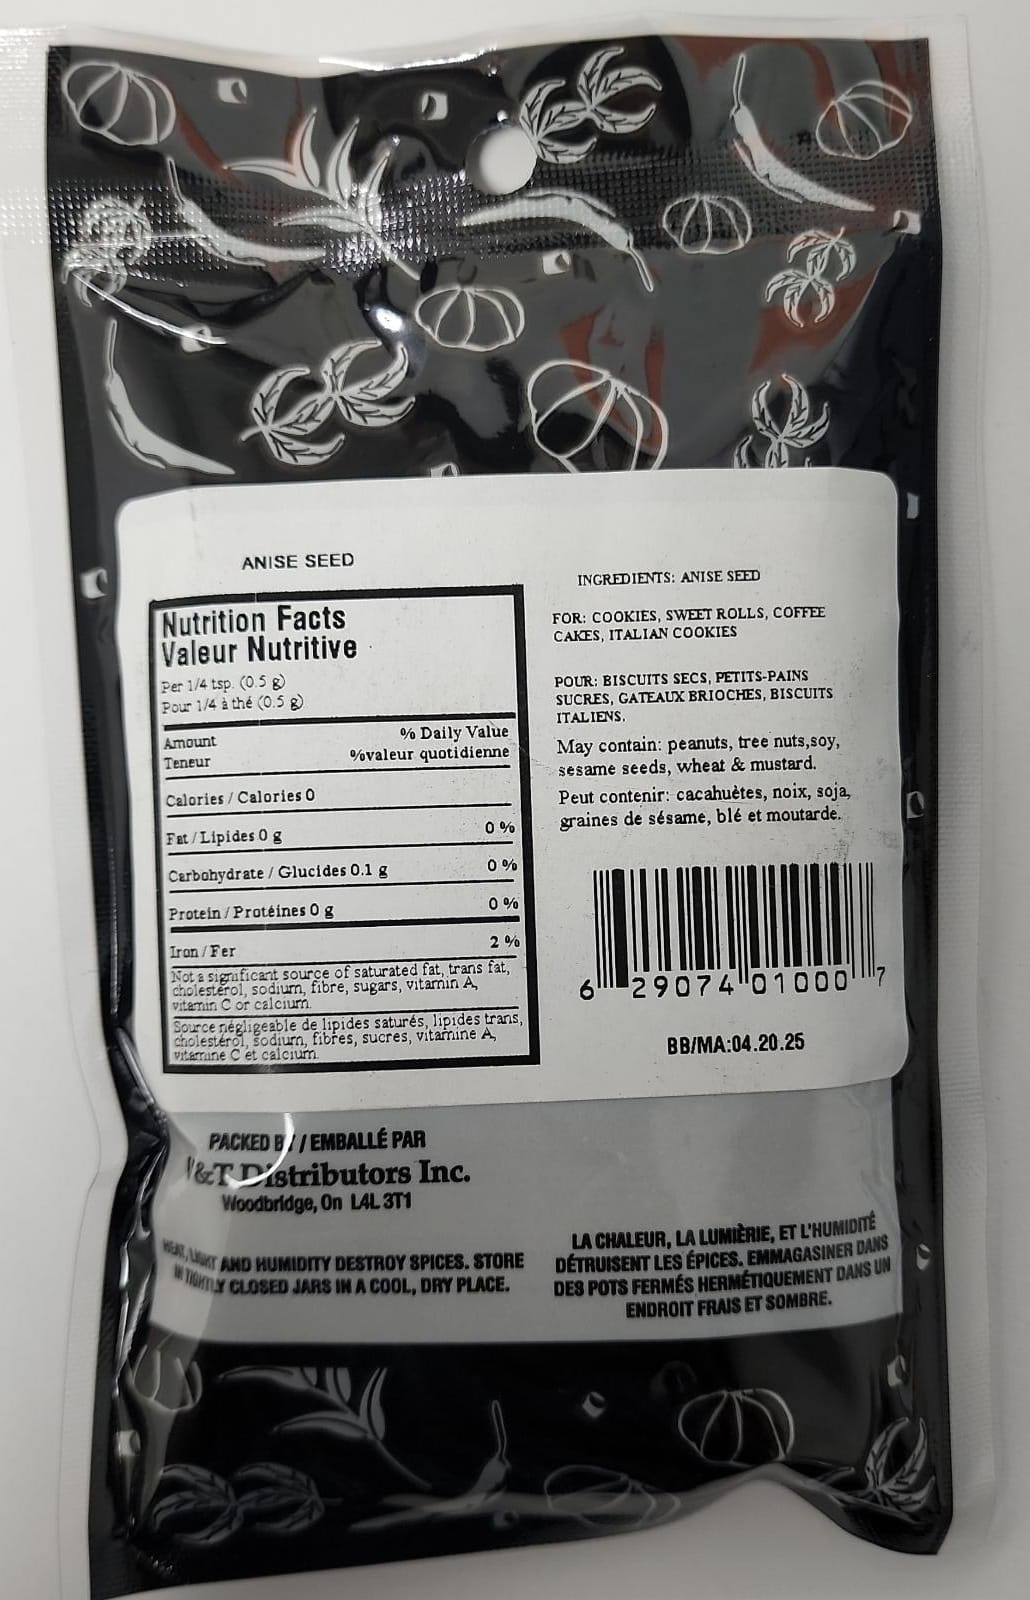 ANISE SEED
Nutrition Facts
Valeur Nutritive
Per 1/4 tsp. (0.5 g)
Pour 1/4 à thé (0.5 g)
Amount % Daily Value
Teneur %valeur quotidienne
Calories / Calories 0
Fat / Lipides 0 g 0 %
Carbohydrate / Glucides 0.1 g 0 %
Protein / Protéines 0 g 0 %
Iron / Fer 2 %
Not a significant source of saturated fat, trans fat,
cholesterol, sodium, fibre, sugars, vitamin A,
vitamin C or calcium.
Source négligeable de lipides saturés, lipides trans,
cholestérol, sodium, fibres, sucres, vitamine A,
vitamine C et calcium.
INGREDIENTS: ANISE SEED
FOR: COOKIES, SWEET ROLLS, COFFEE
CAKES, ITALIAN COOKIES
POUR: BISCUITS SECS, PETITS-PAINS
SUCRES, GATEAUX BRIOCHES, BISCUITS
ITALIENS.
May contain: peanuts, tree nuts,soy,
sesame seeds, wheat & mustard.
Peut contenir: cacahuètes, noix, soja,
graines de sésame, blé et moutarde.
6 29074 01000 7
BB/MA:04.20.25
PACKED BY / EMBALLÉ PAR
&T Distributors Inc.
Woodbridge, On L4L 3T1
HEAT, LIGHT AND HUMIDITY DESTROY SPICES. STORE
IN TIGHTLY CLOSED JARS IN A COOL, DRY PLACE.
LA CHALEUR, LA LUMIÈRIE, ET L'HUMIDITÉ
DÉTRUISENT LES ÉPICES. EMMAGASINER DANS
DES POTS FERMÉS HERMÉTIQUEMENT DANS UN
ENDROIT FRAIS ET SOMBRE.